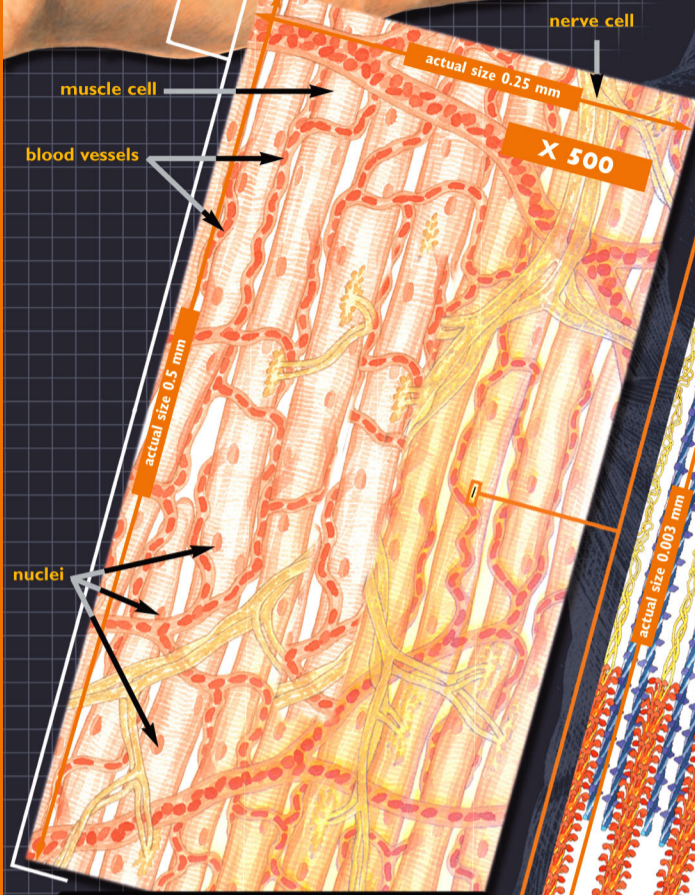 nerve cell
actual size 0.25 mm
muscle cell
X 500
blood vessels
actual size 0.5 mm
actual size 0.003 mm
nuclei